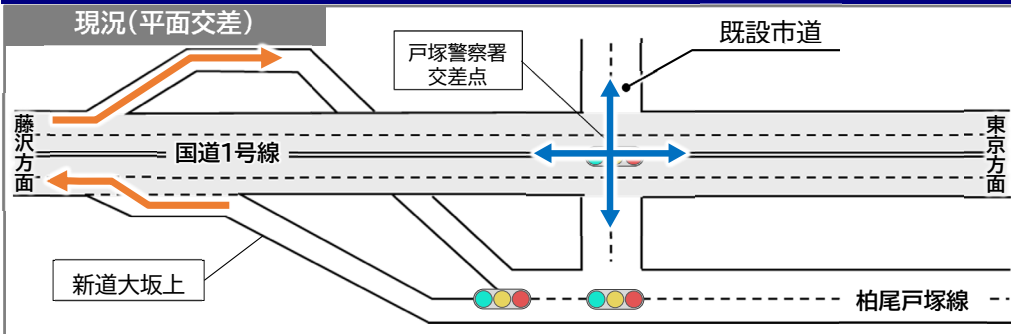 現況(平面交差)
既設市道
戸塚警察署
交差点
藤沢方面
国道1号線
東京方面
新道大坂上
柏尾戸塚線